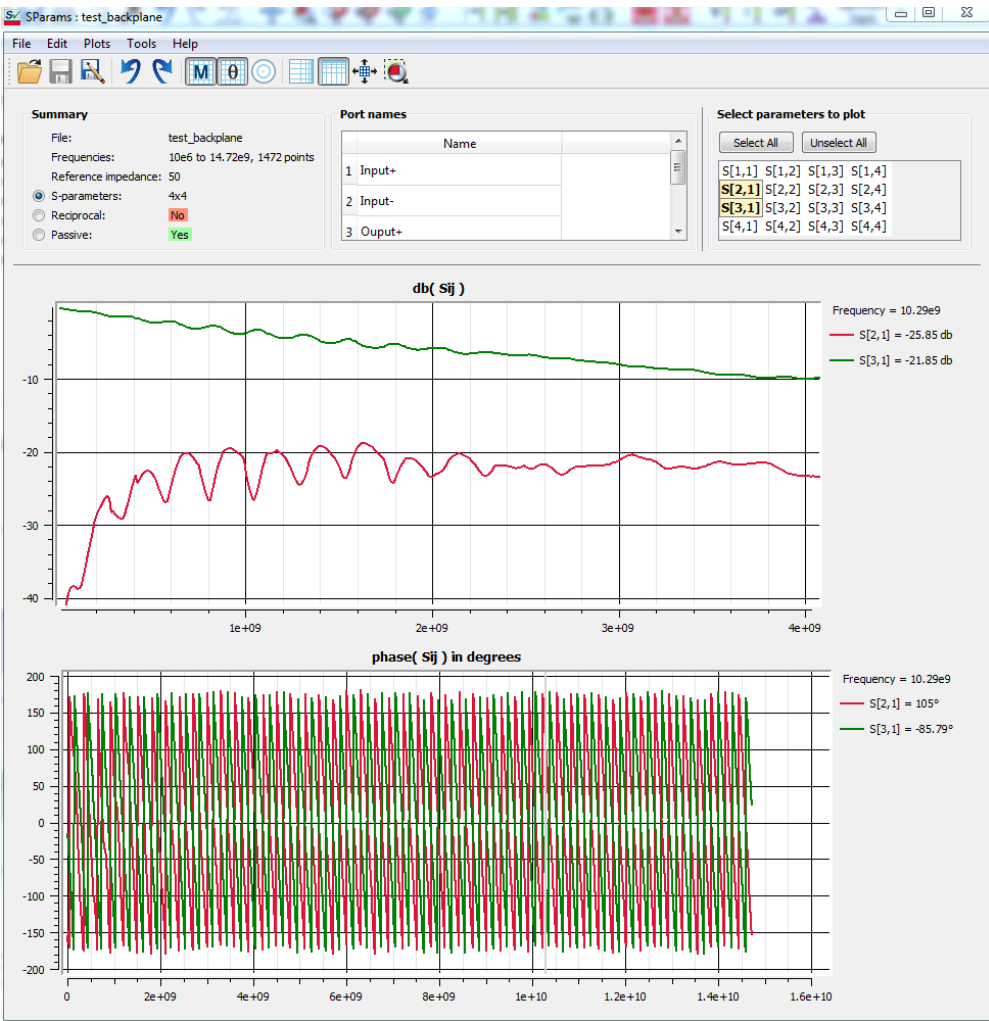 SV SParams : test_backplane
File Edit Plots Tools Help
M θ
Summary
File: test_backplane
Frequencies: 10e6 to 14.72e9, 1472 points
Reference impedance: 50
S-parameters: 4x4
Reciprocal: No
Passive: Yes
Port names
Name
1 Input+
2 Input-
3 Ouput+
Select parameters to plot
Select All Unselect All
S[1,1] S[1,2] S[1,3] S[1,4]
S[2,1] S[2,2] S[2,3] S[2,4]
S[3,1] S[3,2] S[3,3] S[3,4]
S[4,1] S[4,2] S[4,3] S[4,4]
db( Sij )
-10
-20
-30
-40
1e+09 2e+09 3e+09 4e+09
Frequency = 10.29e9
S[2,1] = -25.85 db
S[3,1] = -21.85 db
phase( Sij ) in degrees
200
150
100
50
0
-50
-100
-150
-200
0 2e+09 4e+09 6e+09 8e+09 1e+10 1.2e+10 1.4e+10 1.6e+10
Frequency = 10.29e9
S[2,1] = 105°
S[3,1] = -85.79°